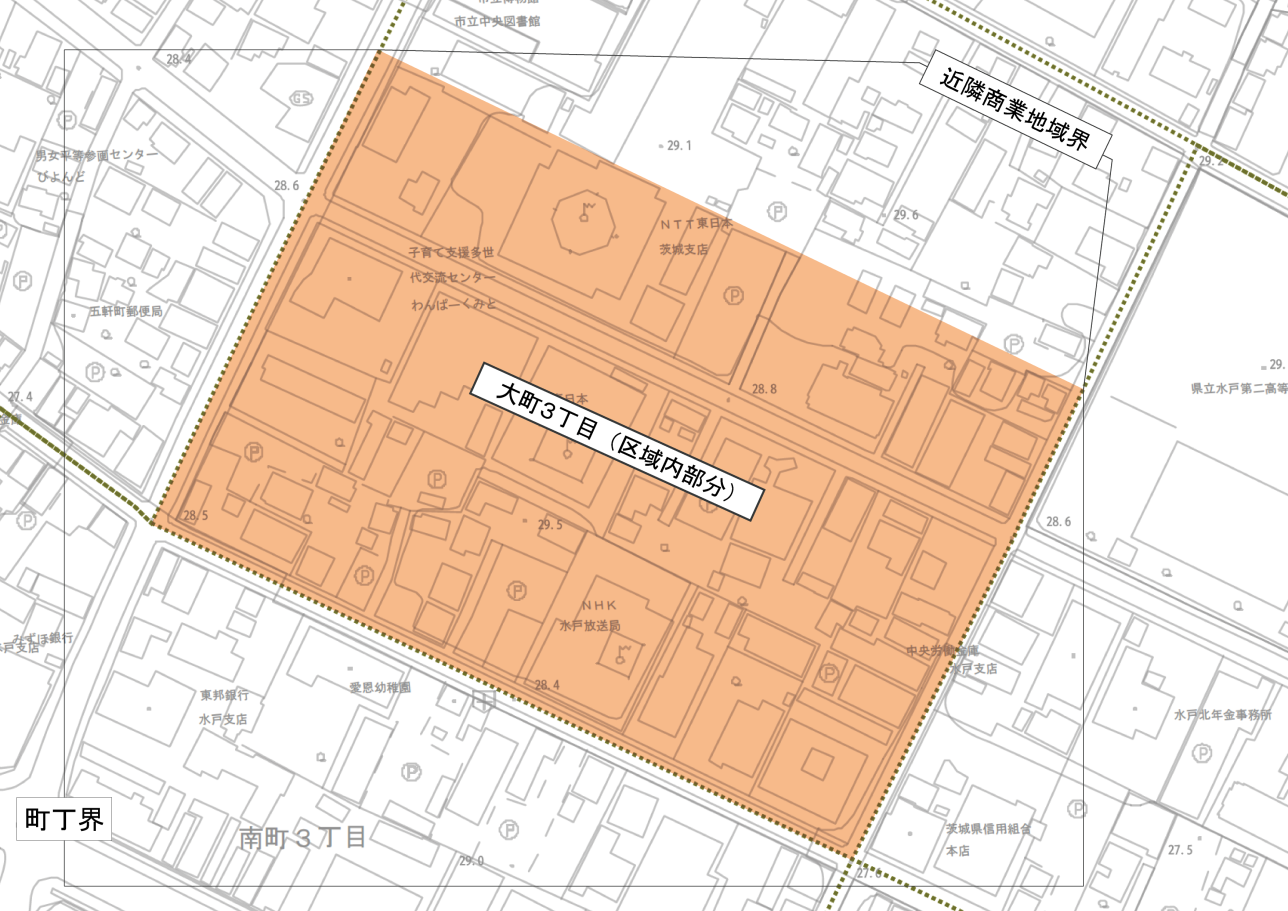 市立中央図書館
28.4
GS
近隣商業地域界
P
29.1
男女平等参画センター
びよんど
28.6
29.2
P
29.6
NTT東日本
茨城支店
子育て支援多世
代交流センター
わんぱーくみと
P
P
五軒町郵便局
P
P
29.
県立水戸第二高等
27.4
28.8
大町3丁目（区域内部分）
P
P
28.5
29.5
28.6
P
P
P
NHK
水戸放送局
みずほ銀行
戸支店
中央労働金庫
水戸支店
28.4
愛恩幼稚園
東邦銀行
水戸支店
P
水戸北年金事務所
P
P
町丁界
南町3丁目
P
P
29.0
茨城県信用組合
本店
27.5